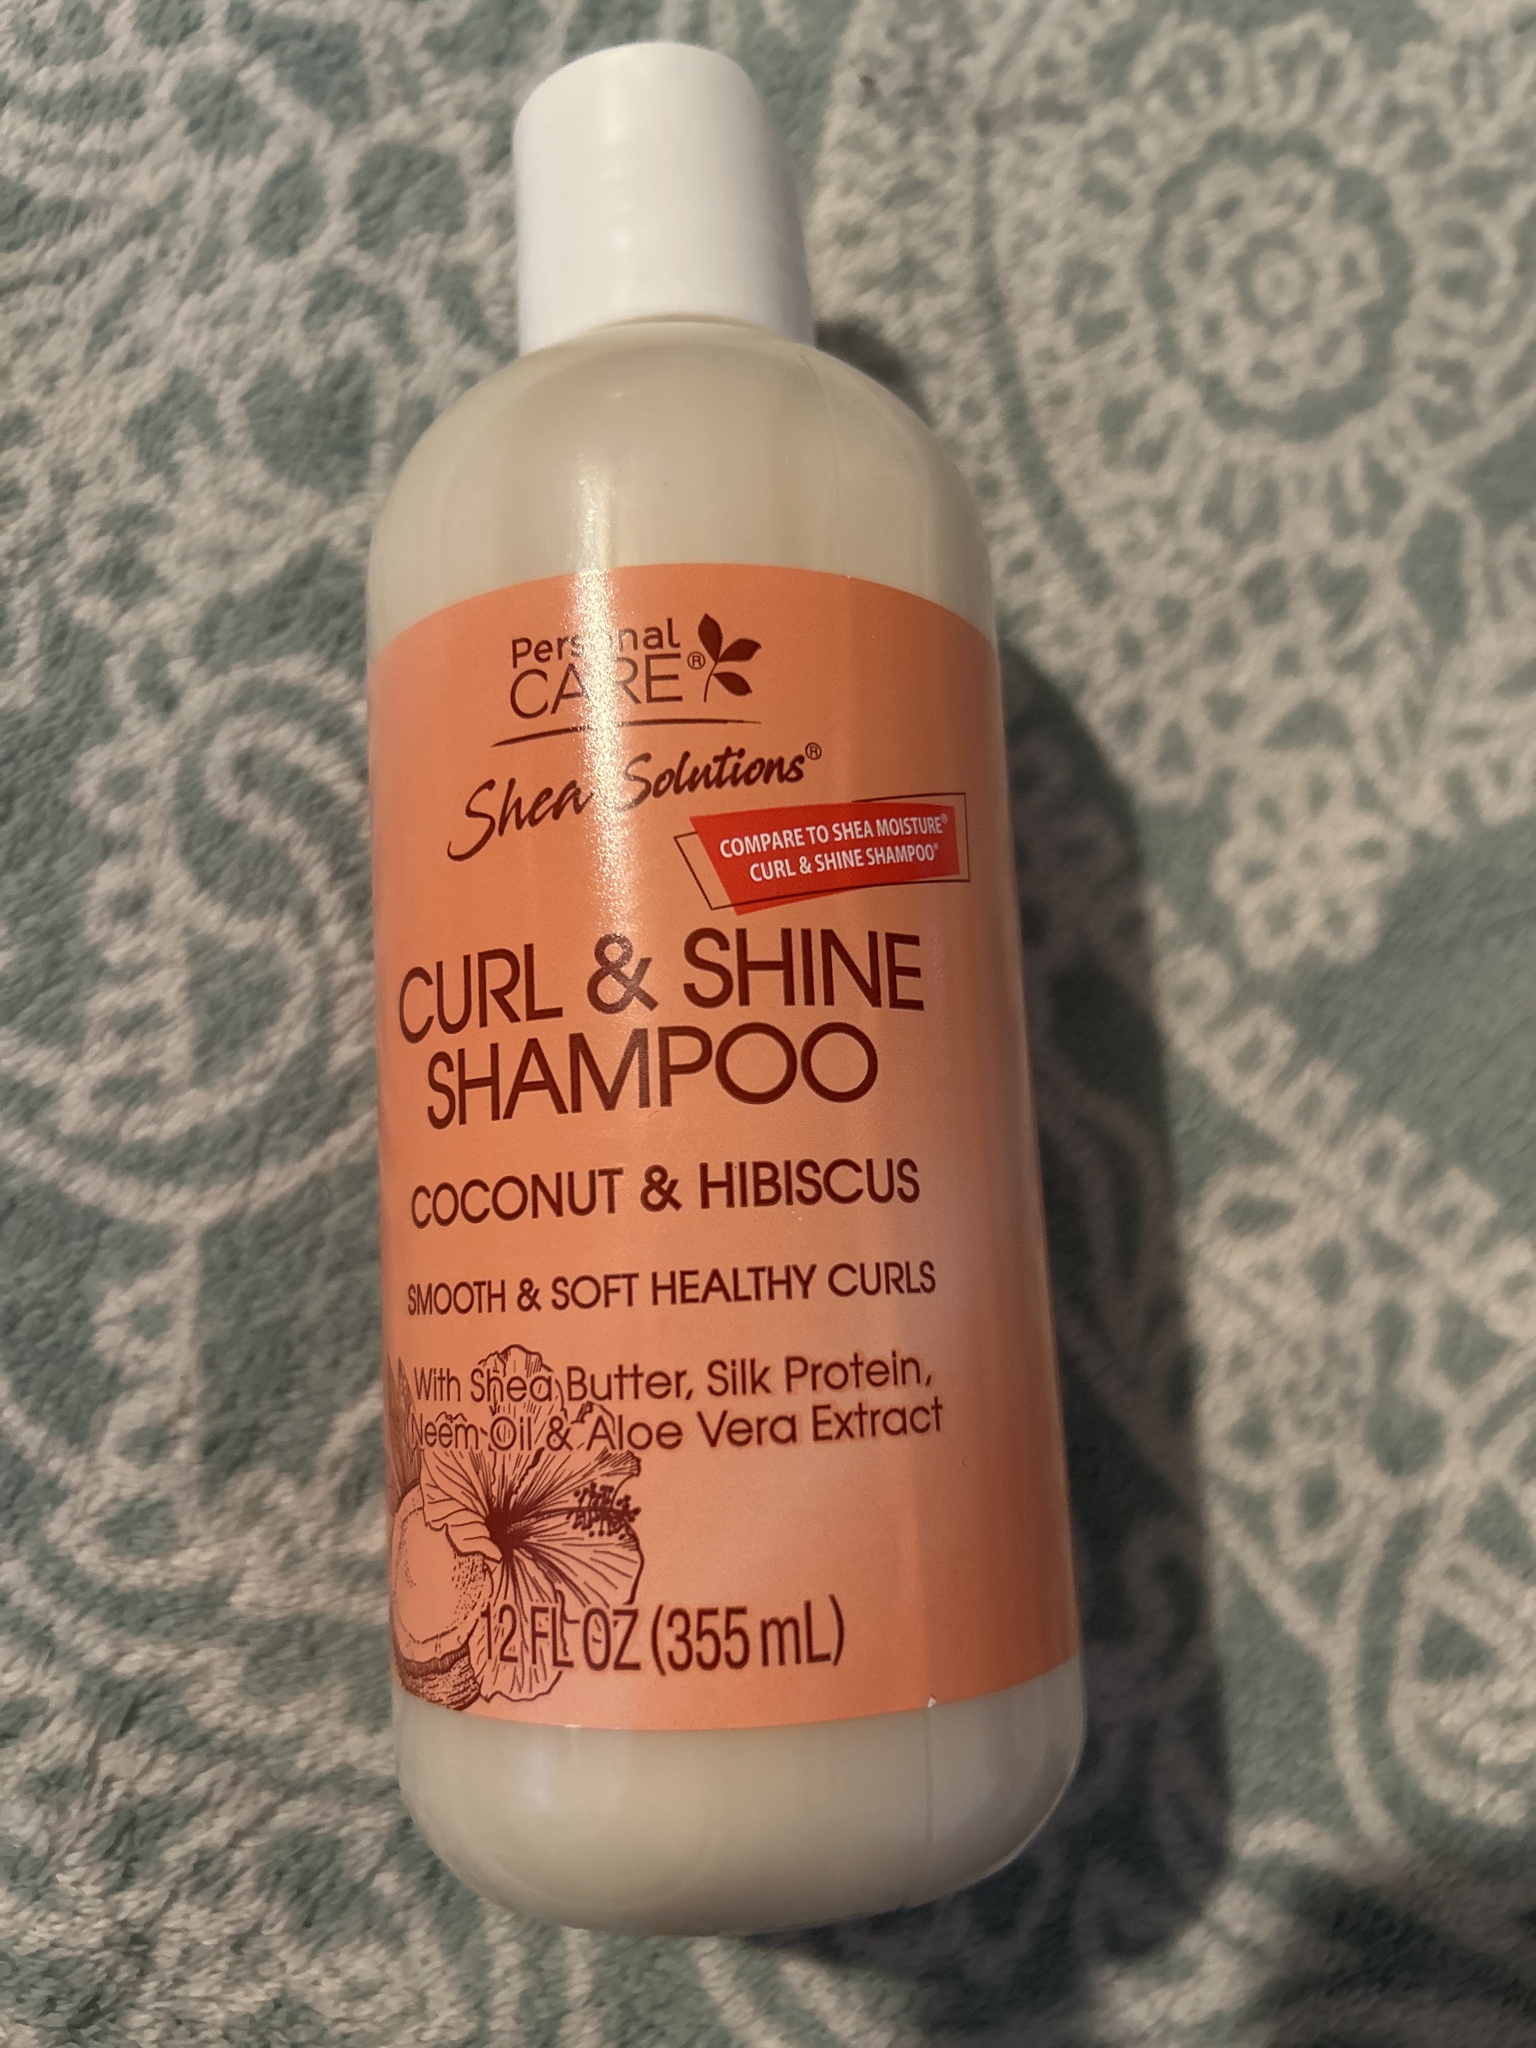 Personal
CARE®
Shea Solutions®
COMPARE TO SHEA MOISTURE®
CURL & SHINE SHAMPOO*
CURL & SHINE
SHAMPOO
COCONUT & HIBISCUS
SMOOTH & SOFT HEALTHY CURLS
With Shea Butter, Silk Protein,
Neem Oil & Aloe Vera Extract
12 FL OZ (355 mL)